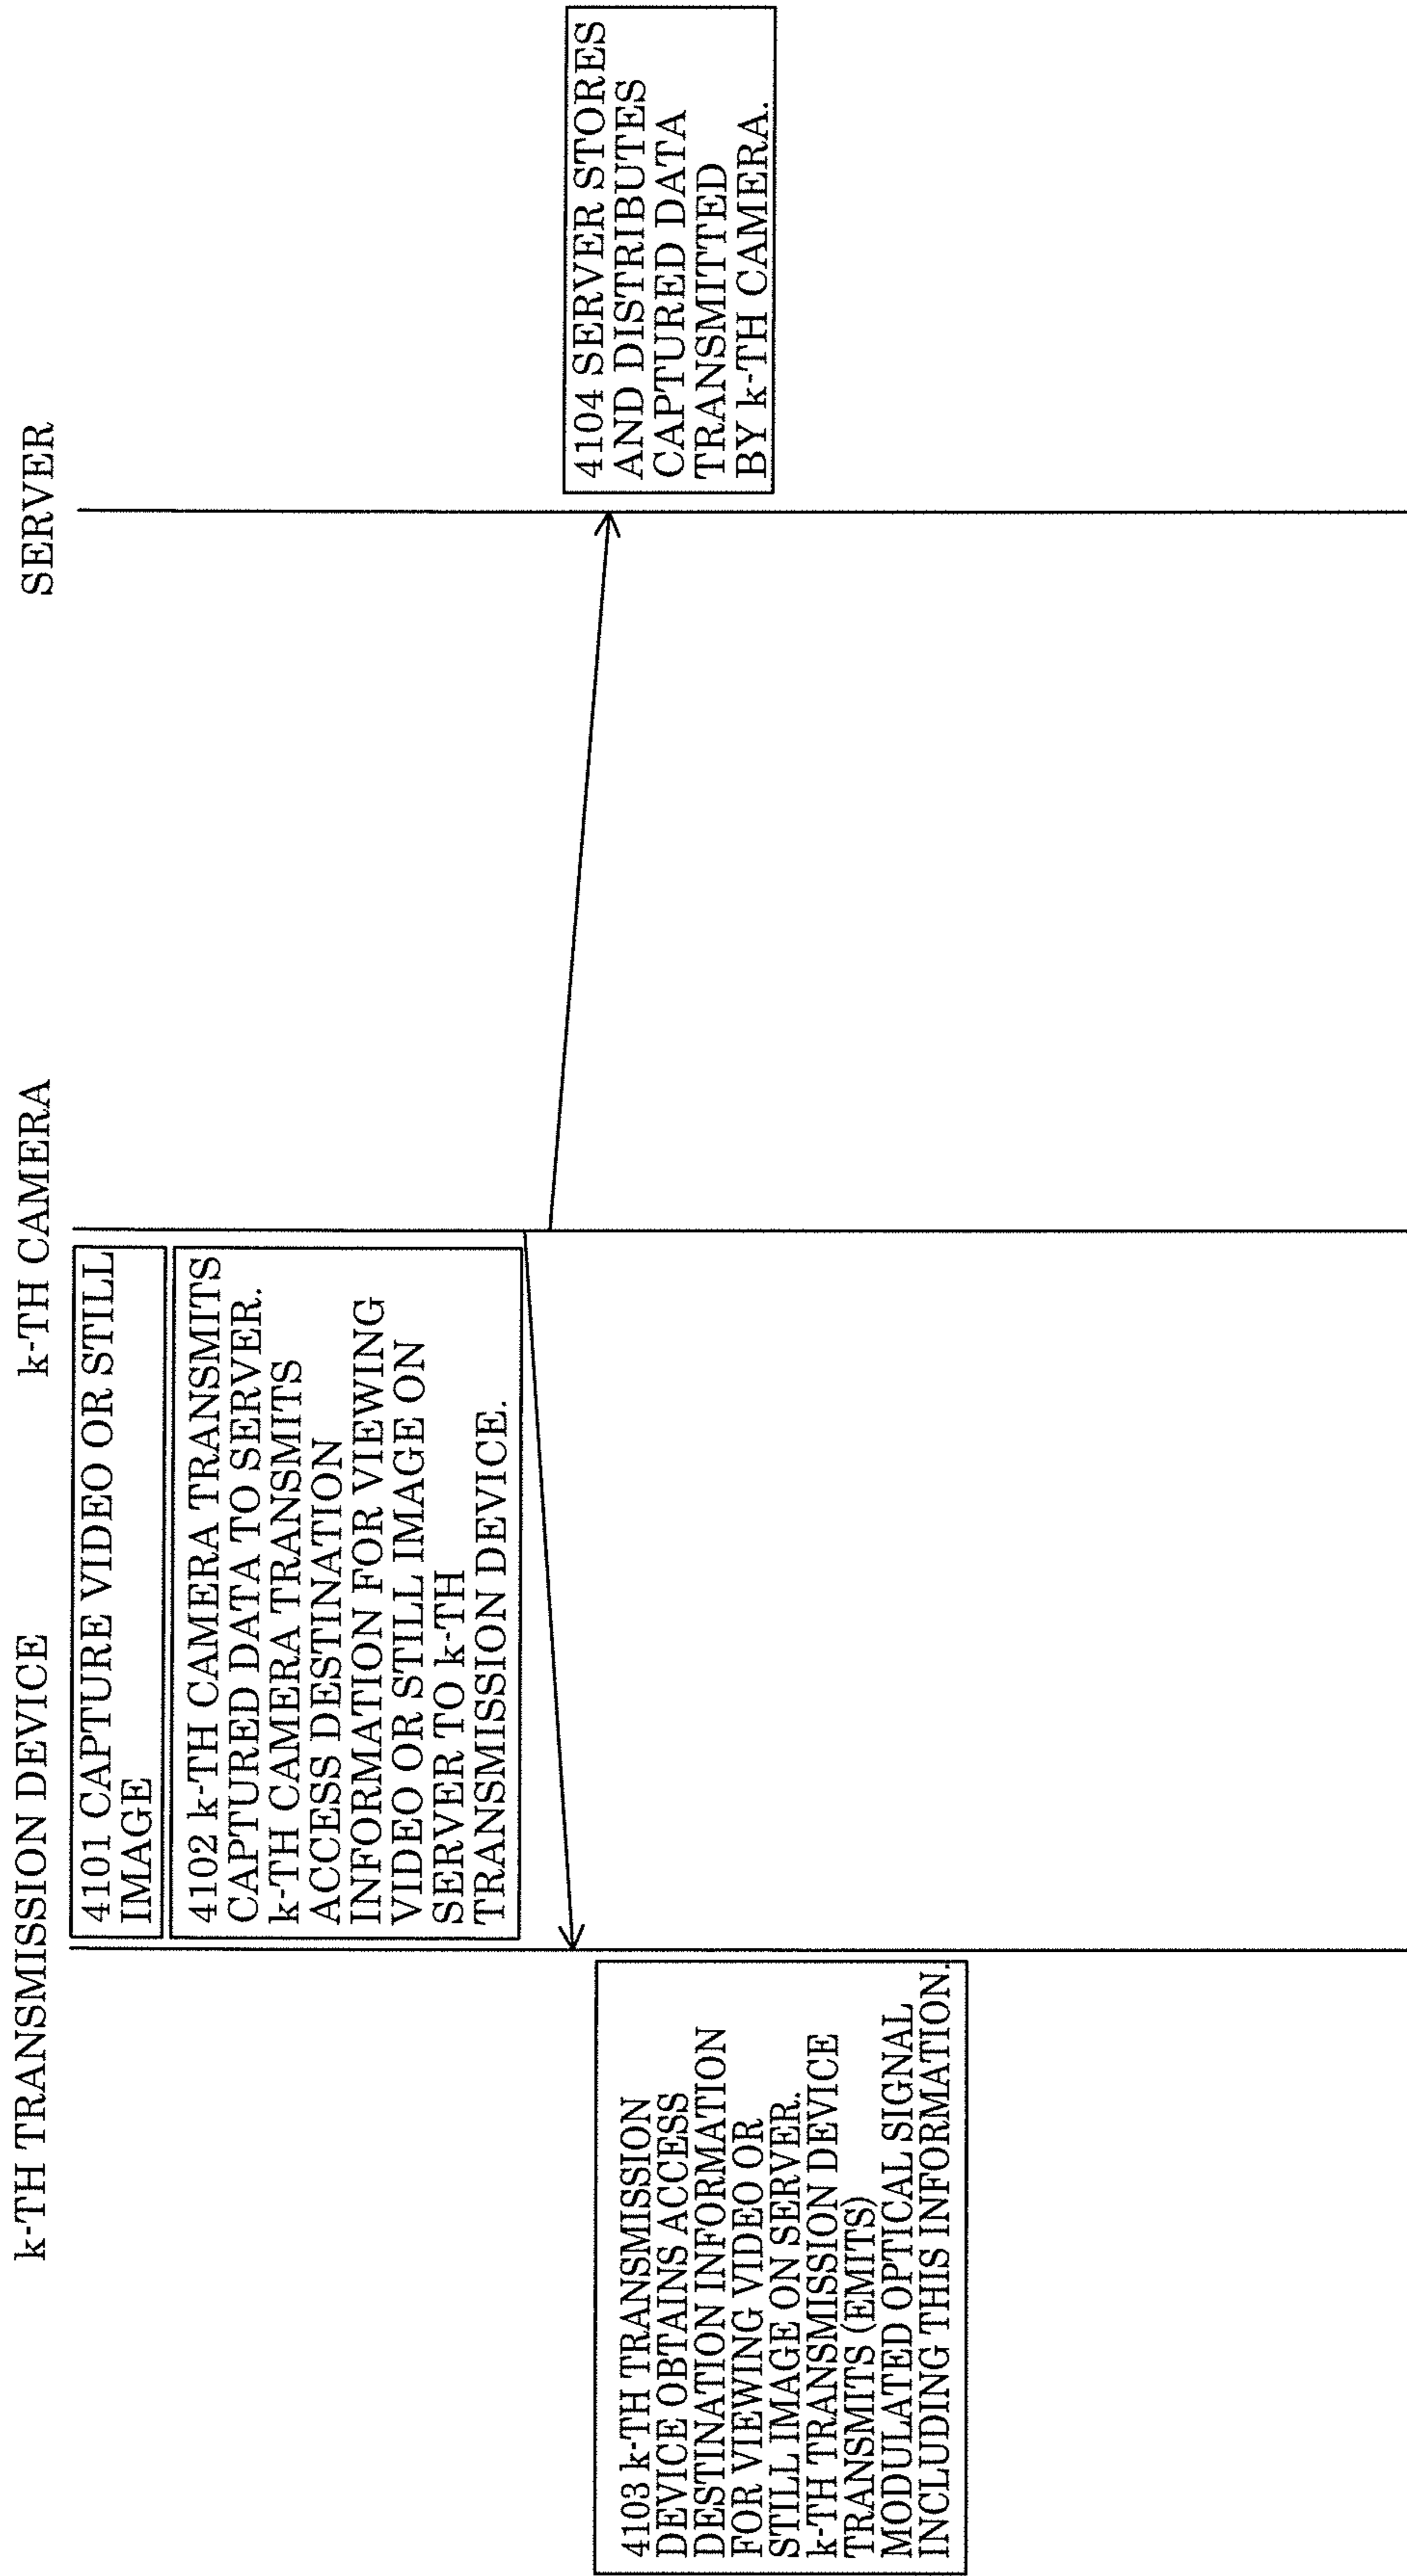 k-TH TRANSMISSION DEVICE
k-TH CAMERA
SERVER
4101 CAPTURE VIDEO OR STILL
IMAGE
4102 k-TH CAMERA TRANSMITS
CAPTURED DATA TO SERVER.
k-TH CAMERA TRANSMITS
ACCESS DESTINATION
INFORMATION FOR VIEWING
VIDEO OR STILL IMAGE ON
SERVER TO k-TH
TRANSMISSION DEVICE.
4103 k-TH TRANSMISSION
DEVICE OBTAINS ACCESS
DESTINATION INFORMATION
FOR VIEWING VIDEO OR
STILL IMAGE ON SERVER.
k-TH TRANSMISSION DEVICE
TRANSMITS (EMITS)
MODULATED OPTICAL SIGNAL
INCLUDING THIS INFORMATION.
4104 SERVER STORES
AND DISTRIBUTES
CAPTURED DATA
TRANSMITTED
BY k-TH CAMERA.